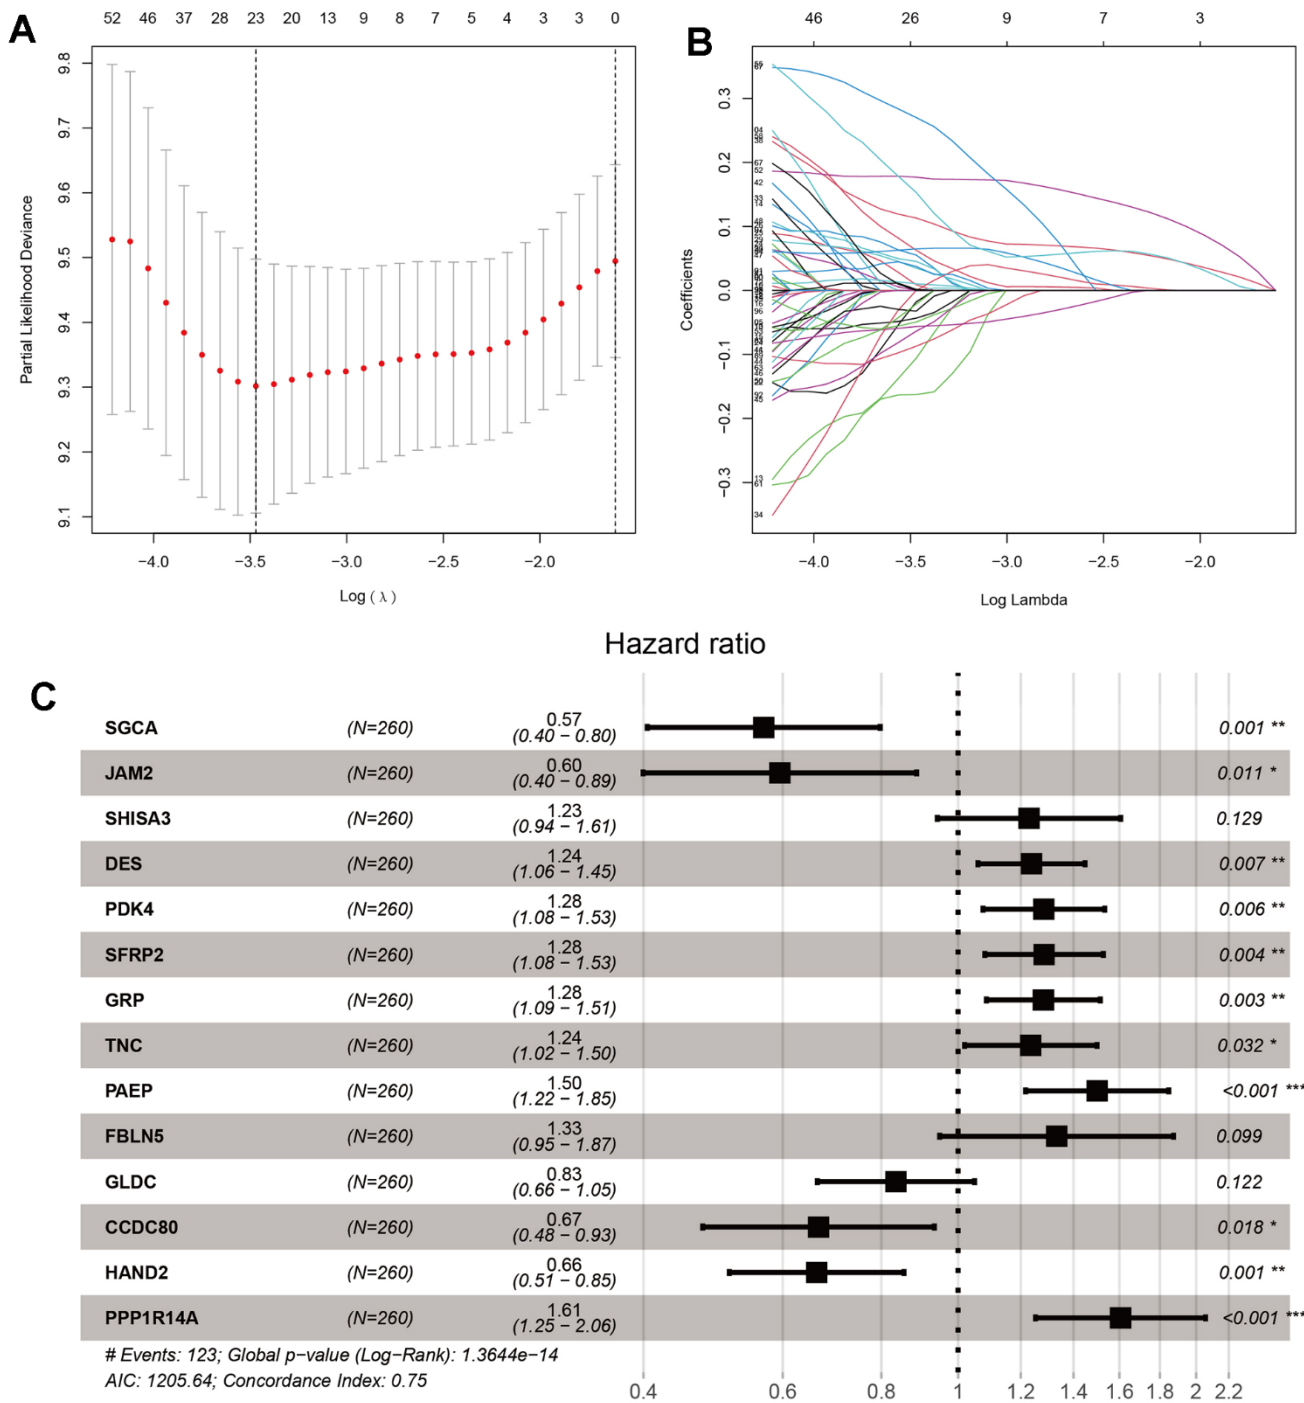 A
52 46 37 28 23 20 13 9 8 7 5 4 3 3 0
Partial Likelihood Deviance
9.8
9.7
9.6
9.5
9.4
9.3
9.2
9.1
−4.0 −3.5 −3.0 −2.5 −2.0
Log (λ)
B
46 26 9 7 3
Coefficients
0.3
0.2
0.1
0.0
−0.1
−0.2
−0.3
52
42
34
61
−4.0 −3.5 −3.0 −2.5 −2.0
Log Lambda
Hazard ratio
C
SGCA (N=260) 0.57 (0.40 − 0.80) 0.001 **
JAM2 (N=260) 0.60 (0.40 − 0.89) 0.011 *
SHISA3 (N=260) 1.23 (0.94 − 1.61) 0.129
DES (N=260) 1.24 (1.06 − 1.45) 0.007 **
PDK4 (N=260) 1.28 (1.08 − 1.53) 0.006 **
SFRP2 (N=260) 1.28 (1.08 − 1.53) 0.004 **
GRP (N=260) 1.28 (1.09 − 1.51) 0.003 **
TNC (N=260) 1.24 (1.02 − 1.50) 0.032 *
PAEP (N=260) 1.50 (1.22 − 1.85) <0.001 ***
FBLN5 (N=260) 1.33 (0.95 − 1.87) 0.099
GLDC (N=260) 0.83 (0.66 − 1.05) 0.122
CCDC80 (N=260) 0.67 (0.48 − 0.93) 0.018 *
HAND2 (N=260) 0.66 (0.51 − 0.85) 0.001 **
PPP1R14A (N=260) 1.61 (1.25 − 2.06) <0.001 ***
# Events: 123; Global p−value (Log−Rank): 1.3644e−14
AIC: 1205.64; Concordance Index: 0.75
0.4 0.6 0.8 1 1.2 1.4 1.6 1.8 2 2.2